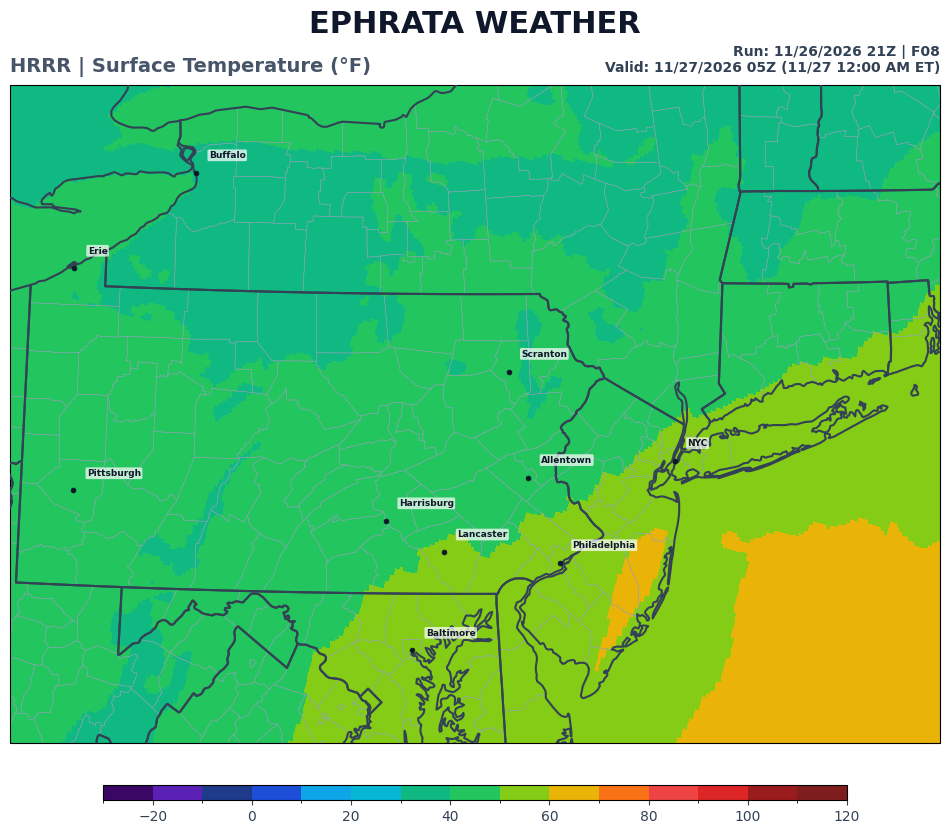 EPHRATA WEATHER
HRRR | Surface Temperature (°F)
Run: 11/26/2026 21Z | F08
Valid: 11/27/2026 05Z (11/27 12:00 AM ET)
Buffalo
Erie
Scranton
NYC
Pittsburgh
Allentown
Harrisburg
Lancaster
Philadelphia
Baltimore
−20 0 20 40 60 80 100 120